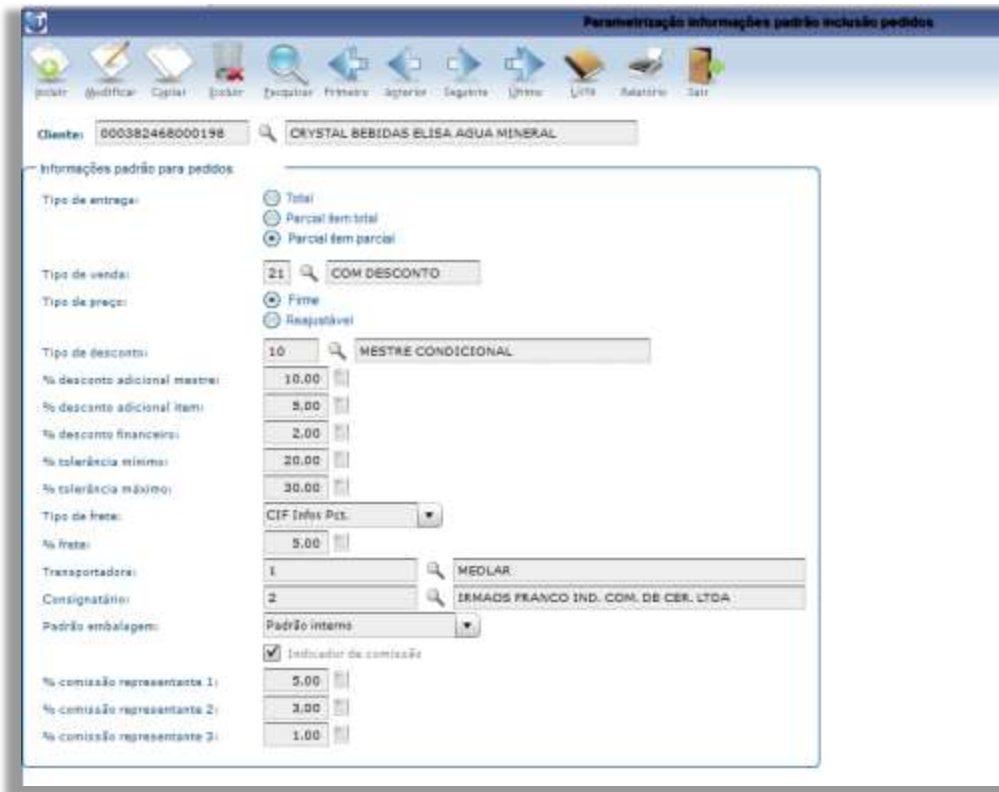 Parametrização informações padrão inclusão pedidos
Incluir Modificar Copiar Excluir Pesquisar Primeiro Anterior Seguinte Último Lista Relatório Sair
Cliente: 000382468000198 CRYSTAL BEBIDAS ELISA AGUA MINERAL
Informações padrão para pedidos
Tipo de entrega: Total
Parcial item total
Parcial item parcial
Tipo de venda: 21 COM DESCONTO
Tipo de preço: Firme
Reajustável
Tipo de desconto: 10 MESTRE CONDICIONAL
% desconto adicional mestre: 10.00
% desconto adicional item: 5.00
% desconto financeiro: 2.00
% tolerância mínimo: 20.00
% tolerância máximo: 30.00
Tipo de frete: CIF Infor Pct.
% frete: 5.00
Transportadora: 1 MEDLAR
Consignatário: 2 IRMAOS FRANCO IND. COM. DE CER. LTDA
Padrão embalagem: Padrão interno
Indicador de comissão
% comissão representante 1: 5.00
% comissão representante 2: 3.00
% comissão representante 3: 1.00